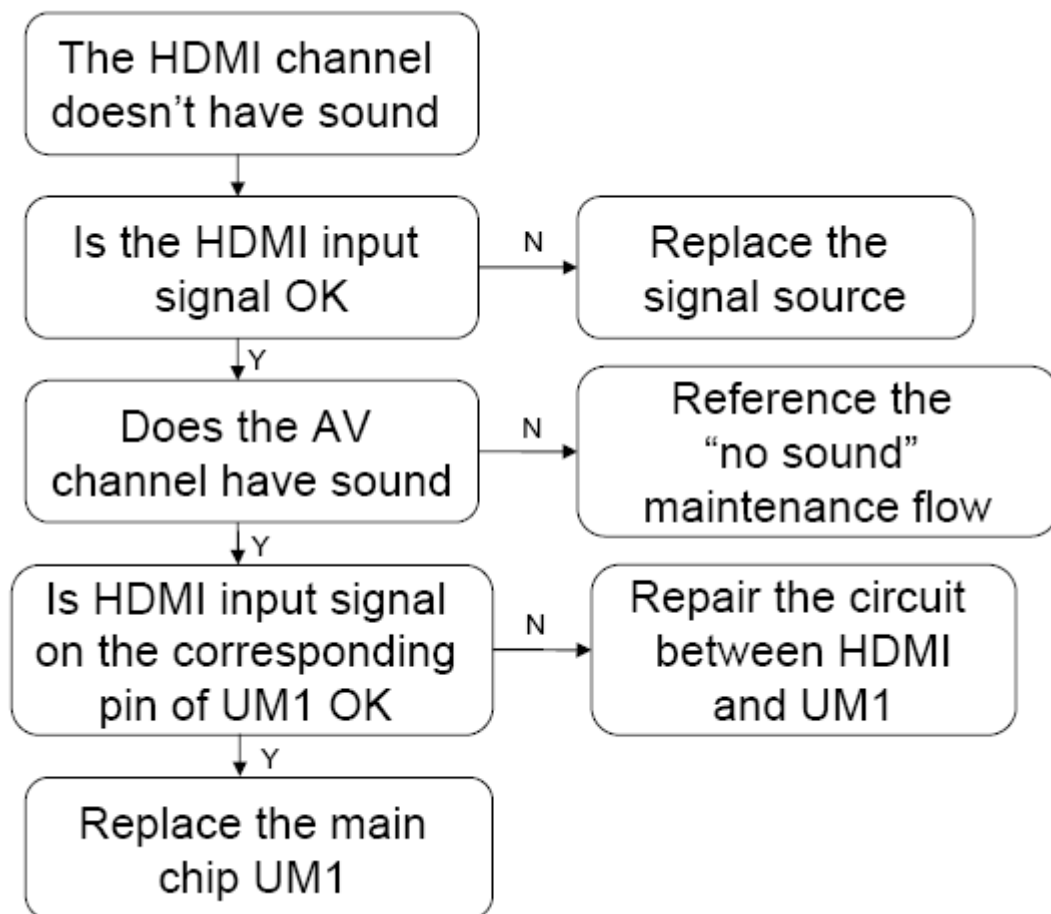 The HDMI channel
doesn't have sound
Is the HDMI input
signal OK
N
Replace the
signal source
Y
Does the AV
channel have sound
N
Reference the
“no sound”
maintenance flow
Y
Is HDMI input signal
on the corresponding
pin of UM1 OK
N
Repair the circuit
between HDMI
and UM1
Y
Replace the main
chip UM1